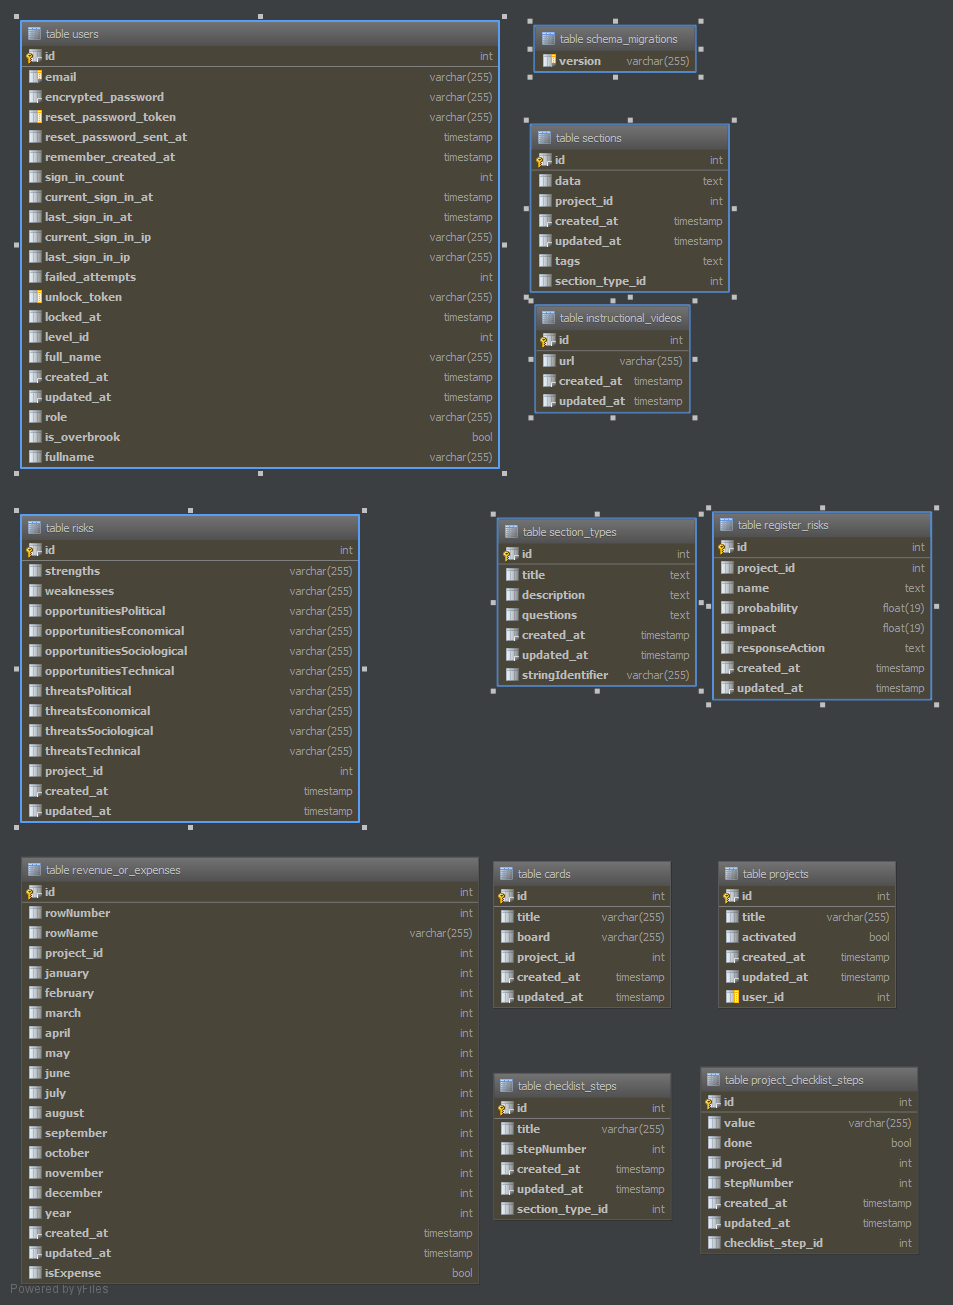 table users
id int
email varchar(255)
encrypted_password varchar(255)
reset_password_token varchar(255)
reset_password_sent_at timestamp
remember_created_at timestamp
sign_in_count int
current_sign_in_at timestamp
last_sign_in_at timestamp
current_sign_in_ip varchar(255)
last_sign_in_ip varchar(255)
failed_attempts int
unlock_token varchar(255)
locked_at timestamp
level_id int
full_name varchar(255)
created_at timestamp
updated_at timestamp
role varchar(255)
is_overbrook bool
fullname varchar(255)
table schema_migrations
version varchar(255)
table sections
id int
data text
project_id int
created_at timestamp
updated_at timestamp
tags text
section_type_id int
table instructional_videos
id int
url varchar(255)
created_at timestamp
updated_at timestamp
table risks
id int
strengths varchar(255)
weaknesses varchar(255)
opportunitiesPolitical varchar(255)
opportunitiesEconomical varchar(255)
opportunitiesSociological varchar(255)
opportunitiesTechnical varchar(255)
threatsPolitical varchar(255)
threatsEconomical varchar(255)
threatsSociological varchar(255)
threatsTechnical varchar(255)
project_id int
created_at timestamp
updated_at timestamp
table section_types
id int
title text
description text
questions text
created_at timestamp
updated_at timestamp
stringIdentifier varchar(255)
table register_risks
id int
project_id int
name text
probability float(19)
impact float(19)
responseAction text
created_at timestamp
updated_at timestamp
table revenue_or_expenses
id int
rowNumber int
rowName varchar(255)
project_id int
january int
february int
march int
april int
may int
june int
july int
august int
september int
october int
november int
december int
year int
created_at timestamp
updated_at timestamp
isExpense bool
table cards
id int
title varchar(255)
board varchar(255)
project_id int
created_at timestamp
updated_at timestamp
table projects
id int
title varchar(255)
activated bool
created_at timestamp
updated_at timestamp
user_id int
table checklist_steps
id int
title varchar(255)
stepNumber int
created_at timestamp
updated_at timestamp
section_type_id int
table project_checklist_steps
id int
value varchar(255)
done bool
project_id int
stepNumber int
created_at timestamp
updated_at timestamp
checklist_step_id int
Powered by yFiles